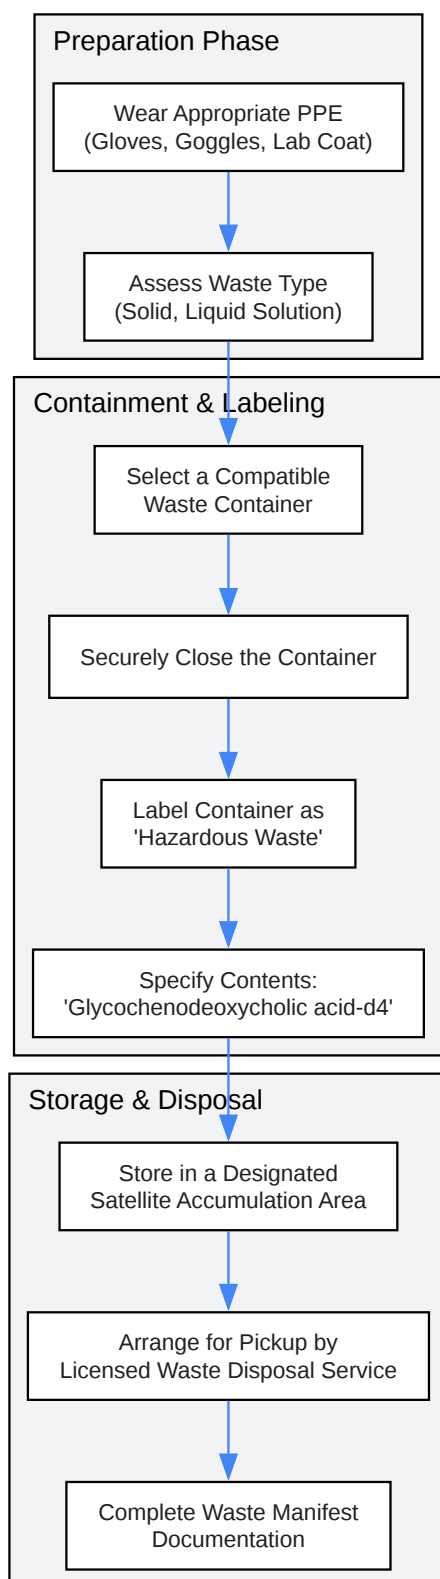 Preparation Phase
Wear Appropriate PPE
(Gloves, Goggles, Lab Coat)
Assess Waste Type
(Solid, Liquid Solution)
Containment & Labeling
Select a Compatible
Waste Container
Securely Close the Container
Label Container as
'Hazardous Waste'
Specify Contents:
'Glycochenodeoxycholic acid-d4'
Storage & Disposal
Store in a Designated
Satellite Accumulation Area
Arrange for Pickup by
Licensed Waste Disposal Service
Complete Waste Manifest
Documentation